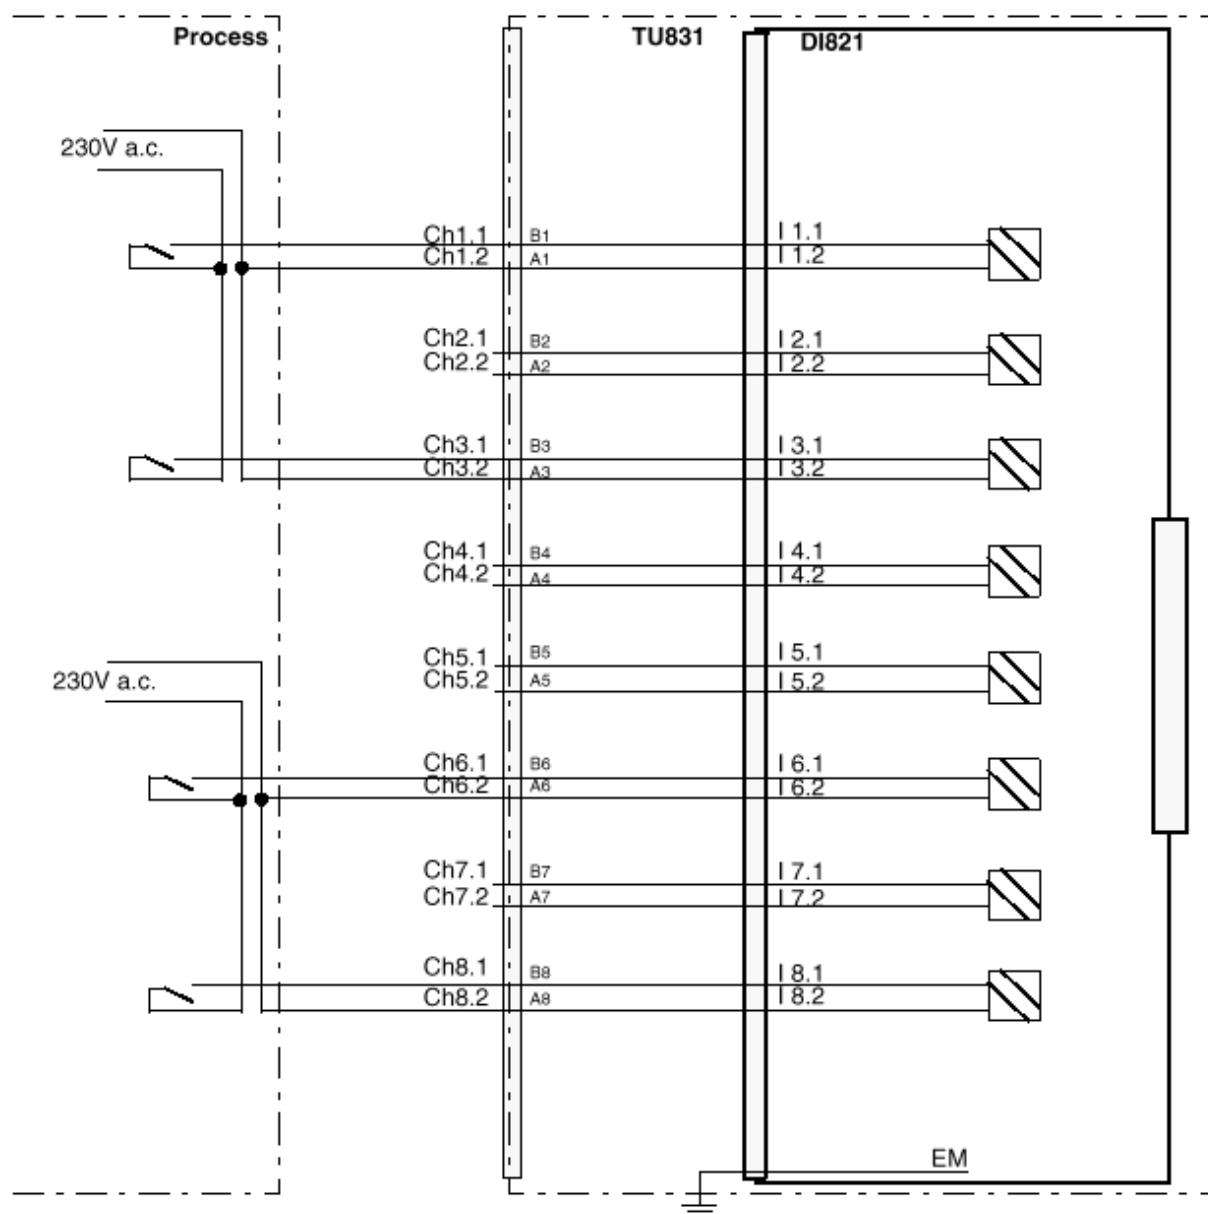 Process
TU831
DI821
230V a.c.
Ch1.1 B1 I 1.1
Ch1.2 A1 I 1.2
Ch2.1 B2 I 2.1
Ch2.2 A2 I 2.2
Ch3.1 B3 I 3.1
Ch3.2 A3 I 3.2
Ch4.1 B4 I 4.1
Ch4.2 A4 I 4.2
Ch5.1 B5 I 5.1
230V a.c.
Ch5.2 A5 I 5.2
Ch6.1 B6 I 6.1
Ch6.2 A6 I 6.2
Ch7.1 B7 I 7.1
Ch7.2 A7 I 7.2
Ch8.1 B8 I 8.1
Ch8.2 A8 I 8.2
EM